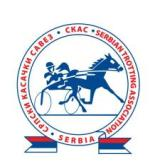 СРПСКИ КАСАЧКИ САВЕЗ • СКАС • SERBIAN TROTTING ASSOCIATION •
SERBIA